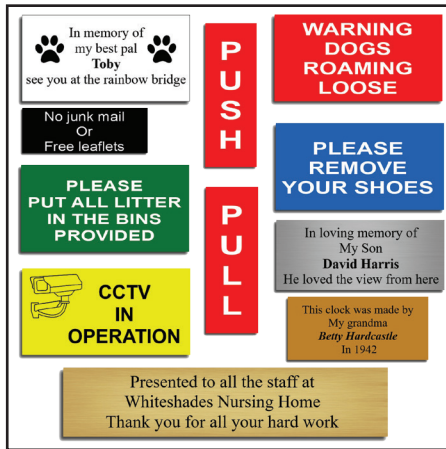 In memory of
my best pal
Toby
see you at the rainbow bridge
No junk mail
Or
Free leaflets
PLEASE
PUT ALL LITTER
IN THE BINS
PROVIDED
CCTV
IN
OPERATION
PUSH
PULL
WARNING
DOGS
ROAMING
LOOSE
PLEASE
REMOVE
YOUR SHOES
In loving memory of
My Son
David Harris
He loved the view from here
This clock was made by
My grandma
Betty Hardcastle
In 1942
Presented to all the staff at
Whiteshades Nursing Home
Thank you for all your hard work